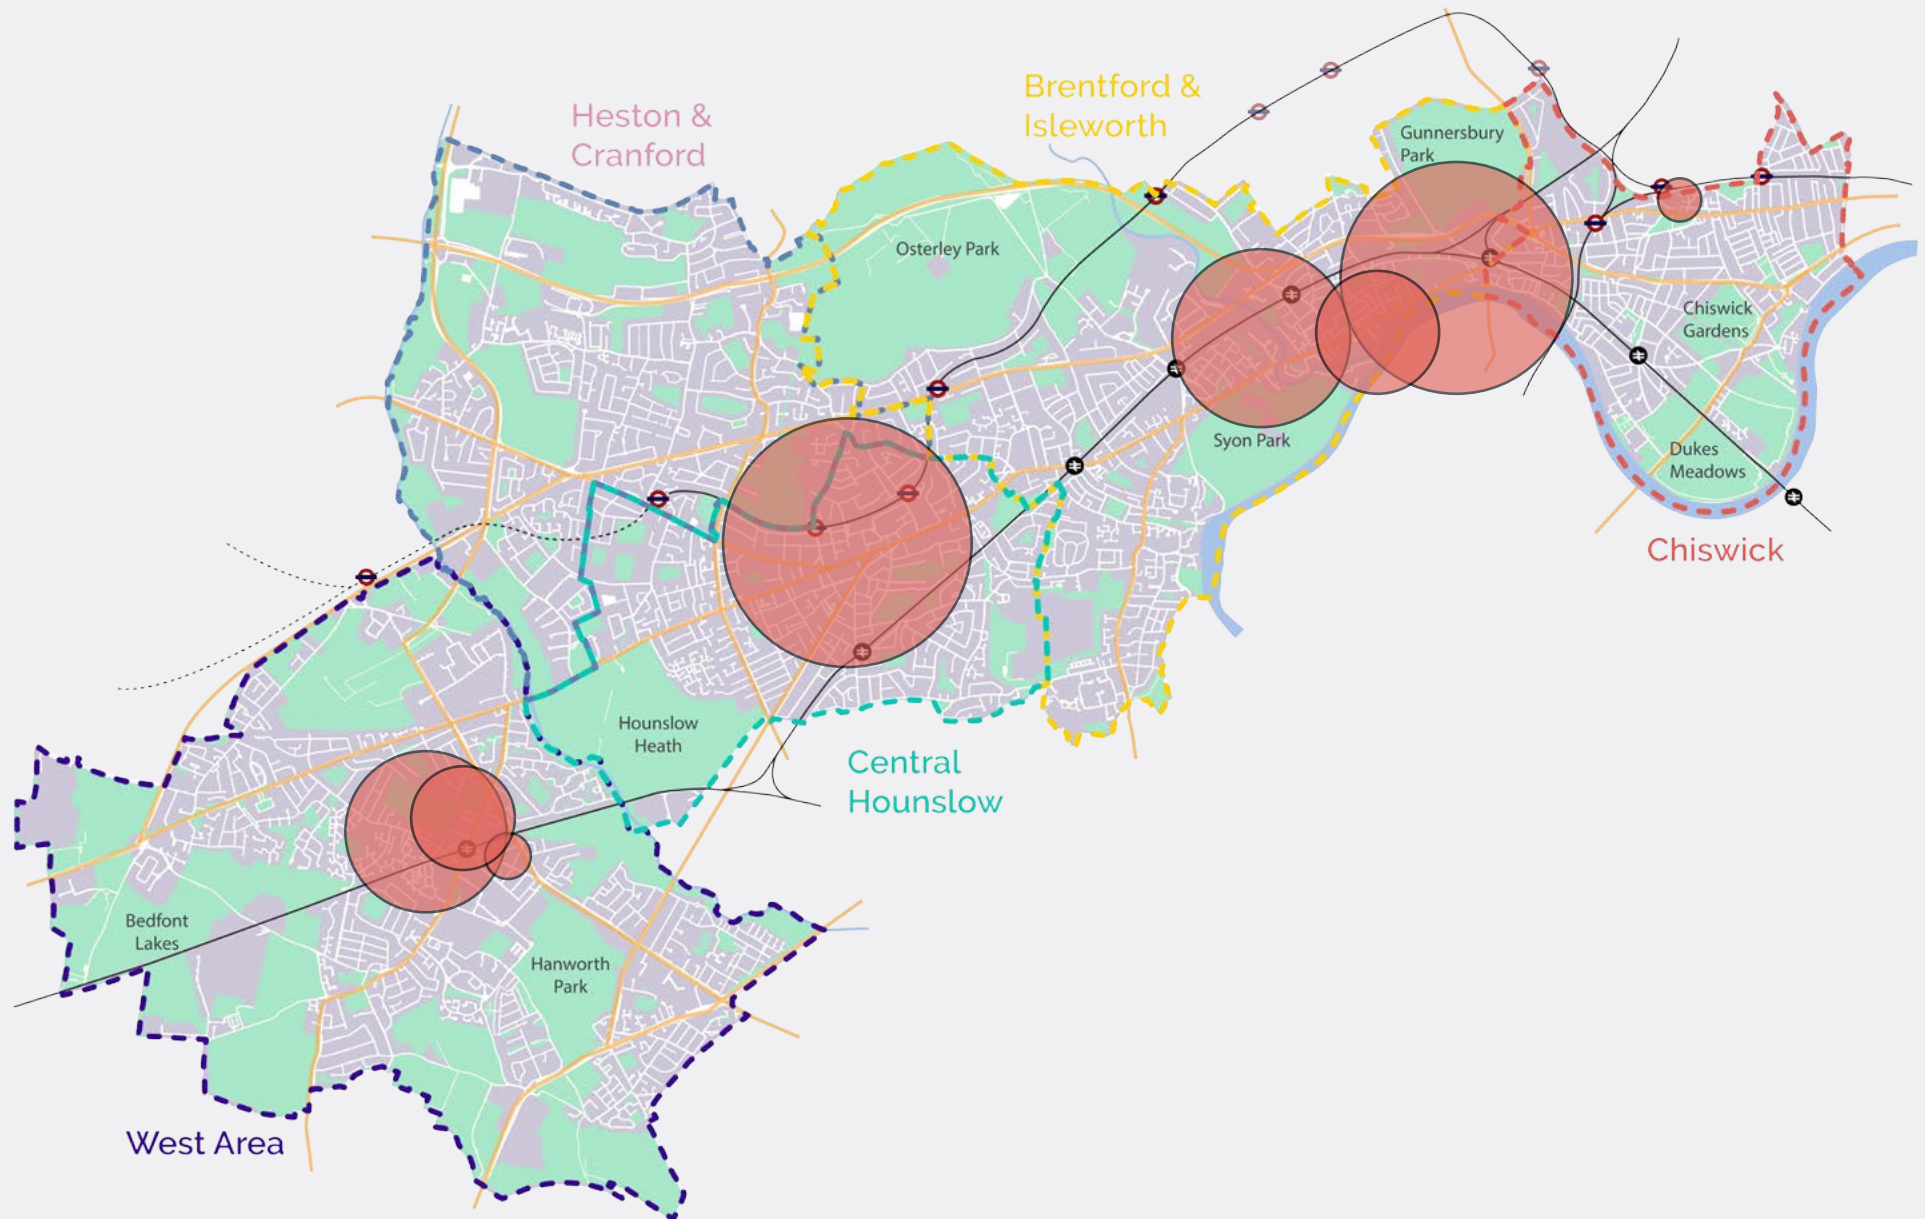 Heston &
Cranford
Brentford &
Isleworth
Gunnersbury
Park
Osterley Park
Chiswick
Gardens
Syon Park
Dukes
Meadows
Chiswick
Hounslow
Heath
Central
Hounslow
Bedfont
Lakes
Hanworth
Park
West Area